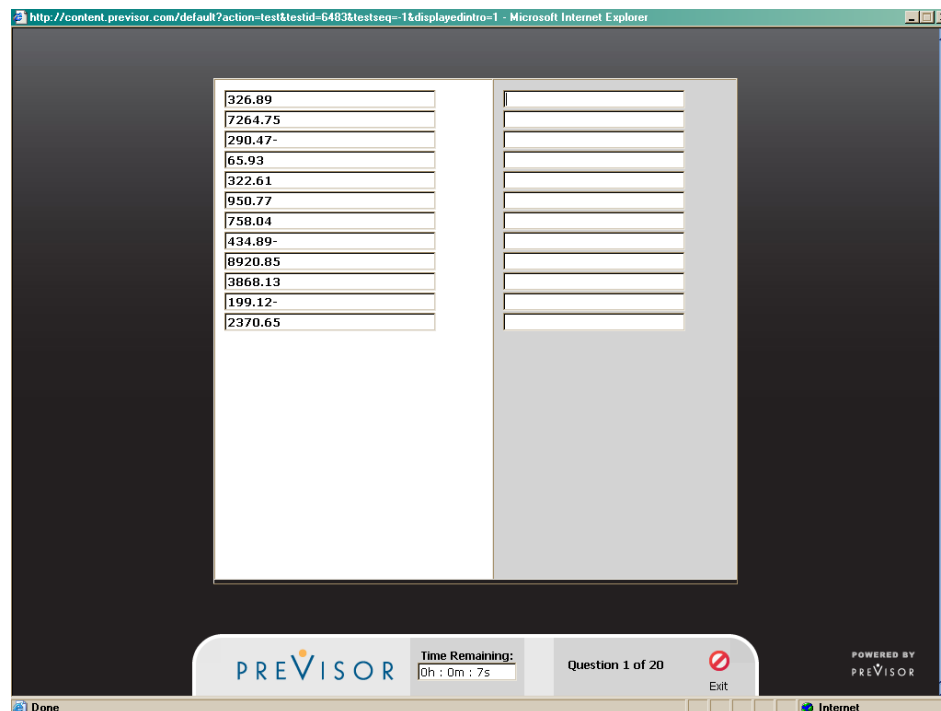 http://content.previsor.com/default?action=test&testid=6483&testseq=-1&displayedintro=1 - Microsoft Internet Explorer
326.89
7264.75
290.47-
65.93
322.61
950.77
758.04
434.89-
8920.85
3868.13
199.12-
2370.65
PREVISOR
Time Remaining:
0h : 0m : 7s
Question 1 of 20
Exit
POWERED BY
PREVISOR
Done
Internet